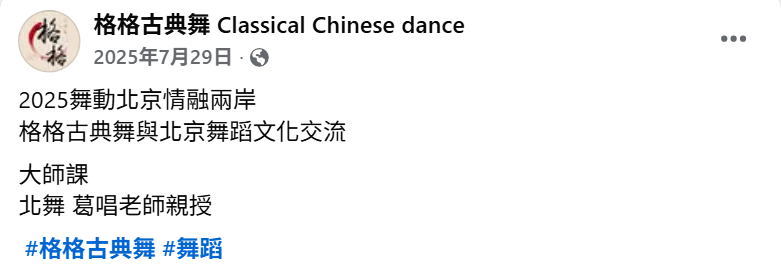 格格
格格古典舞 Classical Chinese dance
2025年7月29日 ·
2025舞動北京情融兩岸
格格古典舞與北京舞蹈文化交流
大師課
北舞 葛唱老師親授
#格格古典舞 #舞蹈